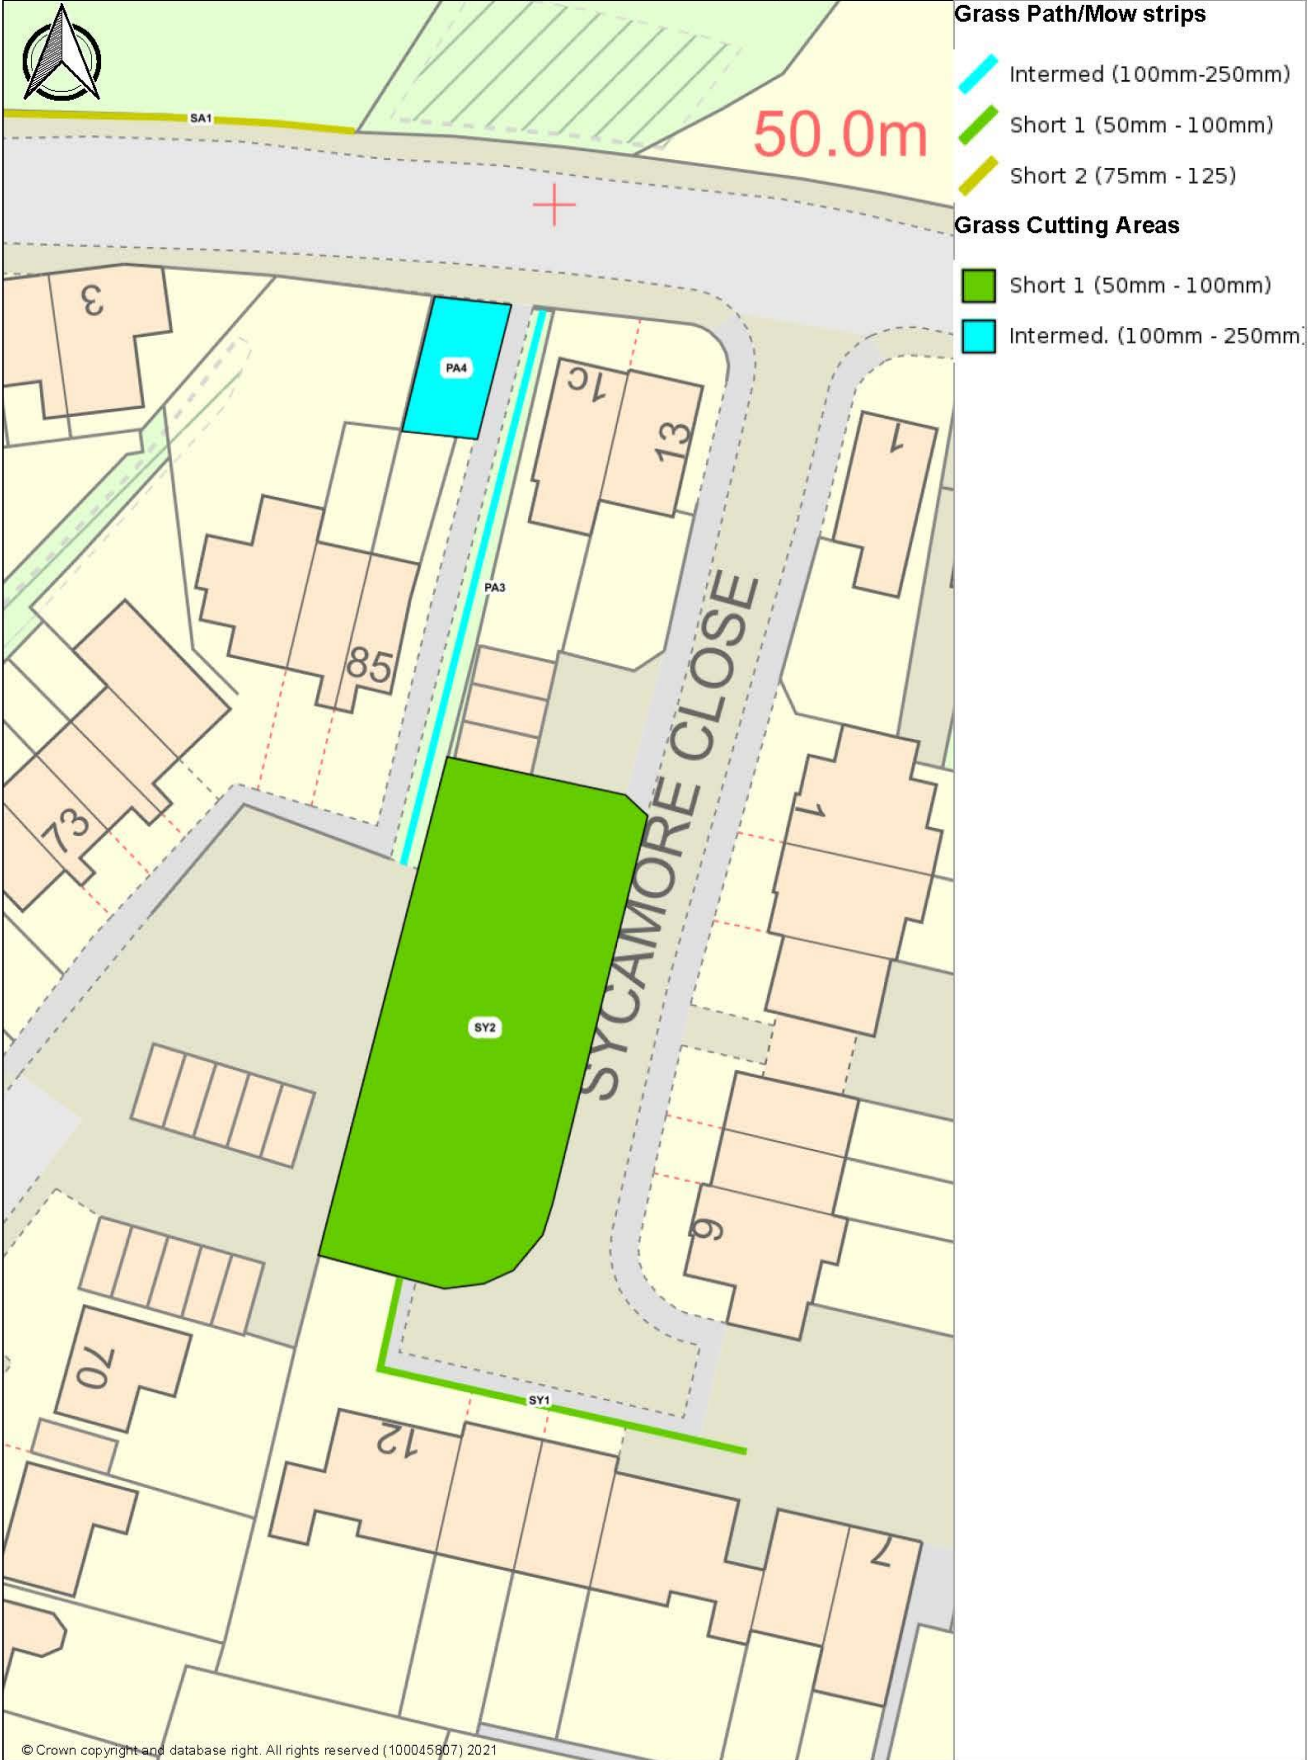 Grass Path/Mow strips
Intermed (100mm-250mm)
Short 1 (50mm - 100mm)
Short 2 (75mm - 125)
Grass Cutting Areas
Short 1 (50mm - 100mm)
Intermed. (100mm - 250mm
SA1
50.0m
3
PA4
1c
13
1
PA3
85
SYCAMORE CLOSE
73
1
SY2
6
70
SY1
12
7
© Crown copyright and database right. All rights reserved (100045807) 2021